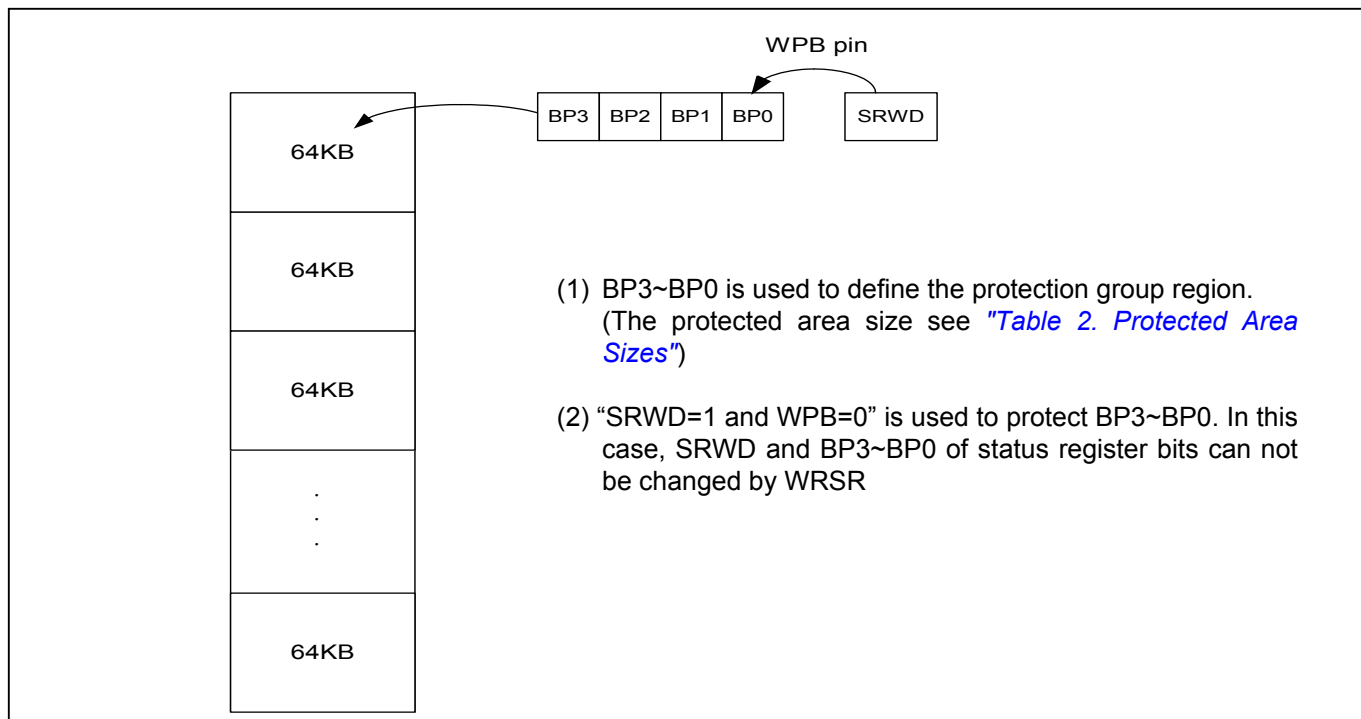 WPB pin
BP3 BP2 BP1 BP0 SRWD
64KB
64KB
64KB
.
.
.
64KB
(1) BP3~BP0 is used to define the protection group region.
(The protected area size see "Table 2. Protected Area
Sizes")
(2) “SRWD=1 and WPB=0” is used to protect BP3~BP0. In this
case, SRWD and BP3~BP0 of status register bits can not
be changed by WRSR